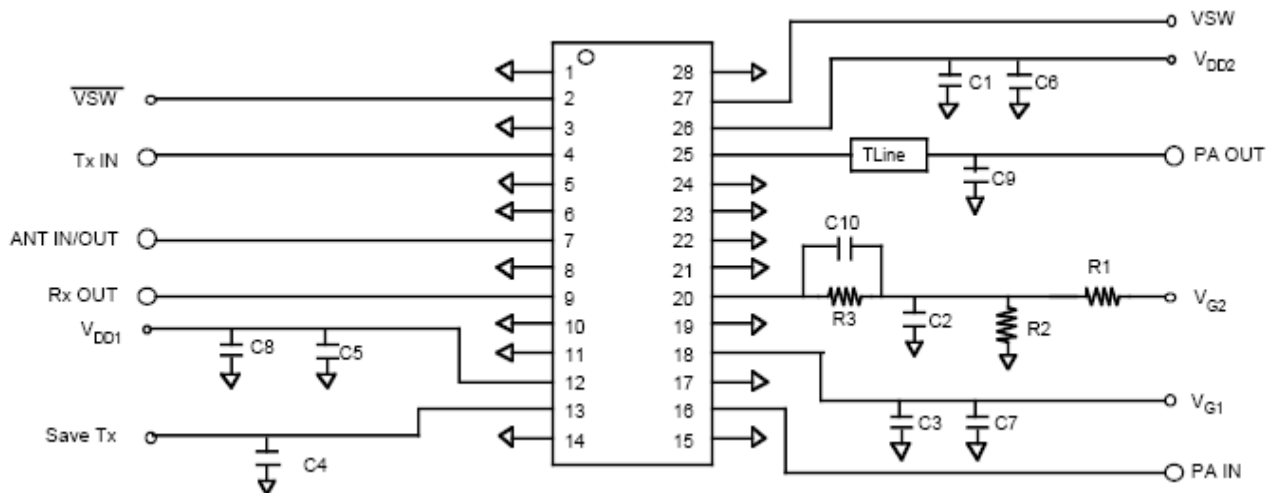 VSW
VDD2
1 28
C1 C6
VSW
2 27
3 26
Tx IN
4 25
TLine
PA OUT
C9
5 24
6 23
C10
ANT IN/OUT
7 22
8 21
R1
Rx OUT
9 20
VG2
R3
C2
R2
VDD1
10 19
C8 C5
11 18
12 17
VG1
13 16
C3 C7
Save Tx
14 15
C4
PA IN